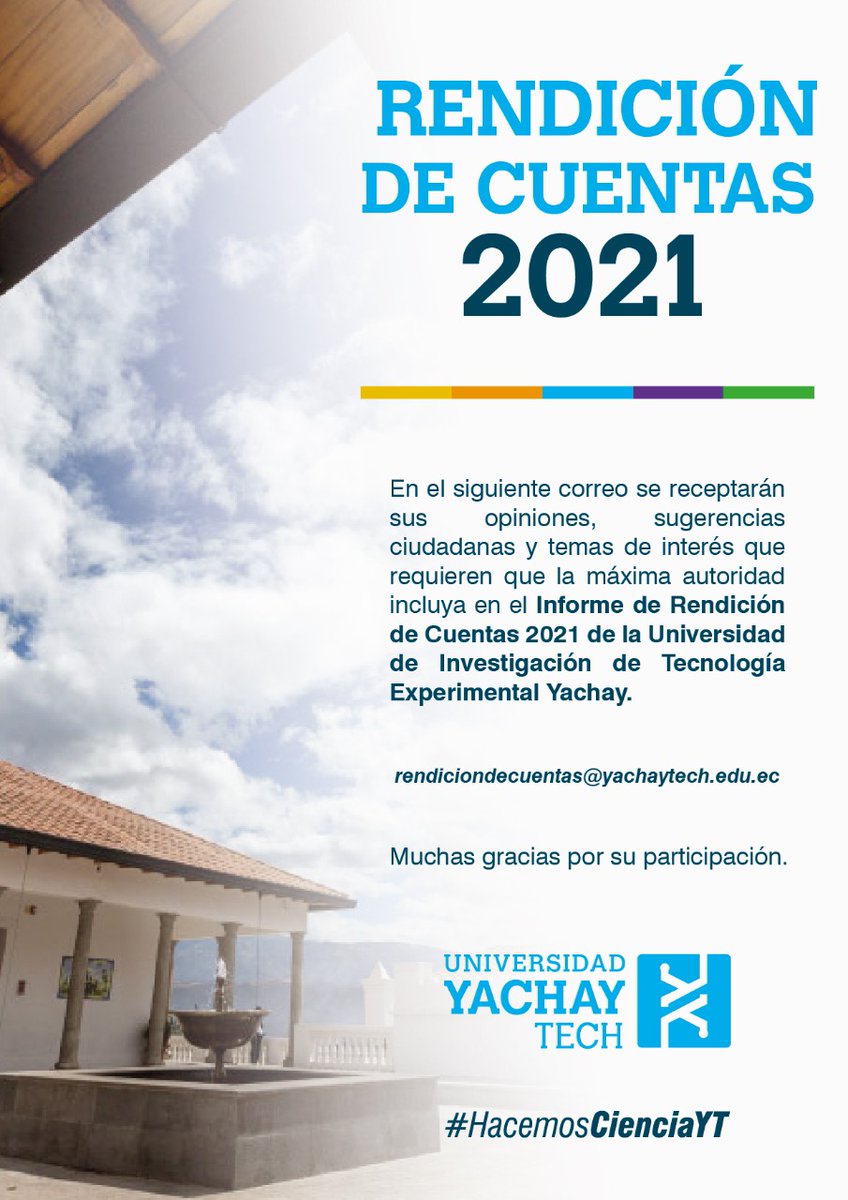 RENDICIÓN
DE CUENTAS
2021
En el siguiente correo se receptarán
sus opiniones, sugerencias
ciudadanas y temas de interés que
requieren que la máxima autoridad
incluya en el Informe de Rendición
de Cuentas 2021 de la Universidad
de Investigación de Tecnología
Experimental Yachay.
rendiciondecuentas@yachaytech.edu.ec
Muchas gracias por su participación.
UNIVERSIDAD
YACHAY
TECH
#HacemosCienciaYT